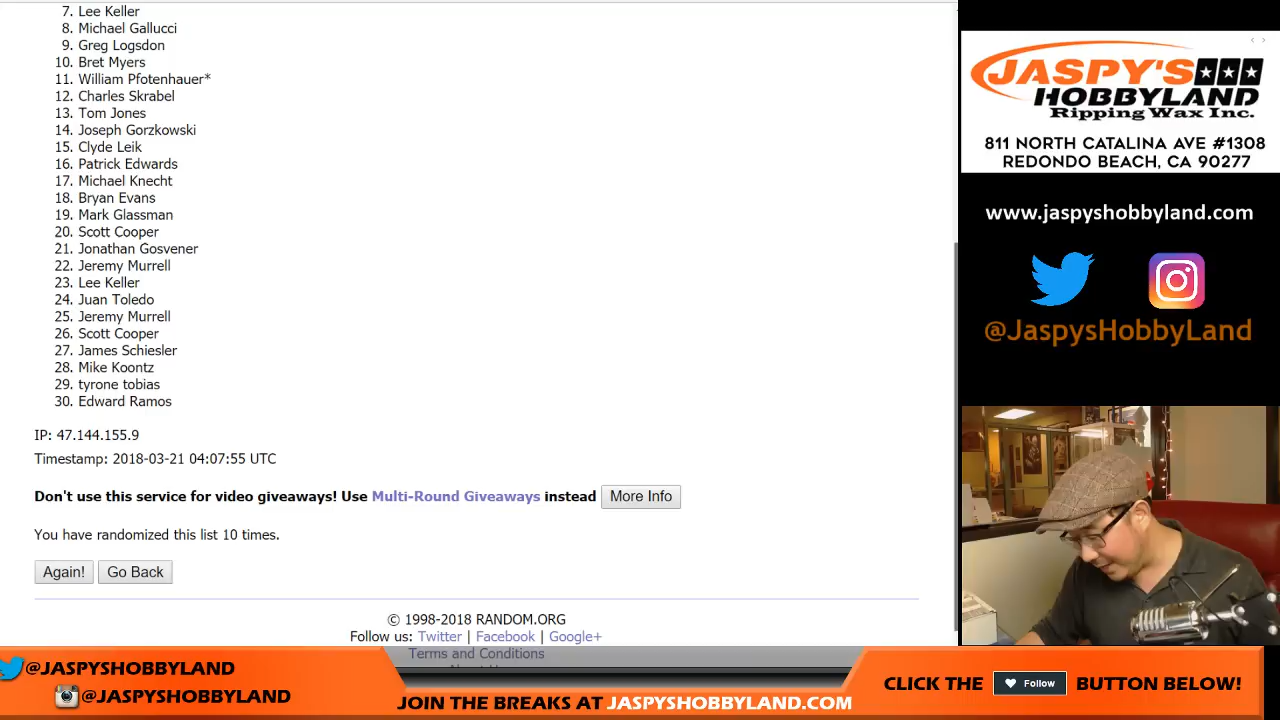 7. Lee Keller
8. Michael Gallucci
9. Greg Logsdon
10. Bret Myers
11. William Pfotenhauer*
12. Charles Skrabel
13. Tom Jones
14. Joseph Gorzkowski
15. Clyde Leik
16. Patrick Edwards
17. Michael Knecht
18. Bryan Evans
19. Mark Glassman
20. Scott Cooper
21. Jonathan Gosvener
22. Jeremy Murrell
23. Lee Keller
24. Juan Toledo
25. Jeremy Murrell
26. Scott Cooper
27. James Schiesler
28. Mike Koontz
29. tyrone tobias
30. Edward Ramos
IP: 47.144.155.9
Timestamp: 2018-03-21 04:07:55 UTC
Don't use this service for video giveaways! Use Multi-Round Giveaways instead More Info
You have randomized this list 10 times.
Again! Go Back
© 1998-2018 RANDOM.ORG
Follow us: Twitter | Facebook | Google+
Terms and Conditions
JASPY'S
HOBBYLAND
Ripping Wax Inc.
811 NORTH CATALINA AVE #1308
REDONDO BEACH, CA 90277
www.jaspyshobbyland.com
@JaspysHobbyLand
@JASPYSHOBBYLAND
@JASPYSHOBBYLAND
JOIN THE BREAKS AT JASPYSHOBBYLAND.COM
CLICK THE Follow BUTTON BELOW!